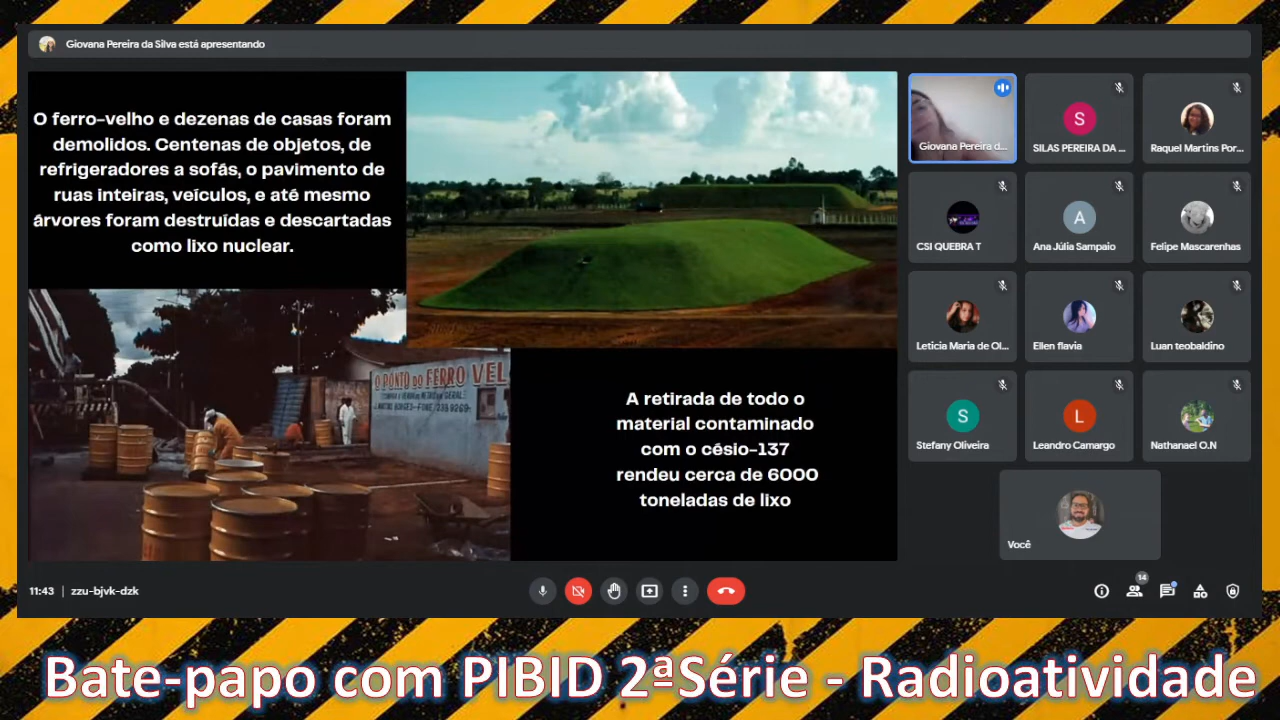 Giovana Pereira da Silva está apresentando
O ferro-velho e dezenas de casas foram
demolidos. Centenas de objetos, de
refrigeradores a sofás, o pavimento de
ruas inteiras, veículos, e até mesmo
árvores foram destruídas e descartadas
como lixo nuclear.
O PONTO DO FERRO VEL
A retirada de todo o
material contaminado
com o césio-137
rendeu cerca de 6000
toneladas de lixo
Giovana Pereira d...
S
SILAS PEREIRA DA ...
Raquel Martins Por...
CSI QUEBRA T
A
Ana Júlia Sampaio
Felipe Mascarenhas
Leticia Maria de Ol...
Ellen flavia
Luan teobaldino
S
Stefany Oliveira
L
Leandro Camargo
Nathanael O.N
Você
11:43 | zzu-bjvk-dzk
14
Bate-papo com PIBID 2ªSérie - Radioatividade